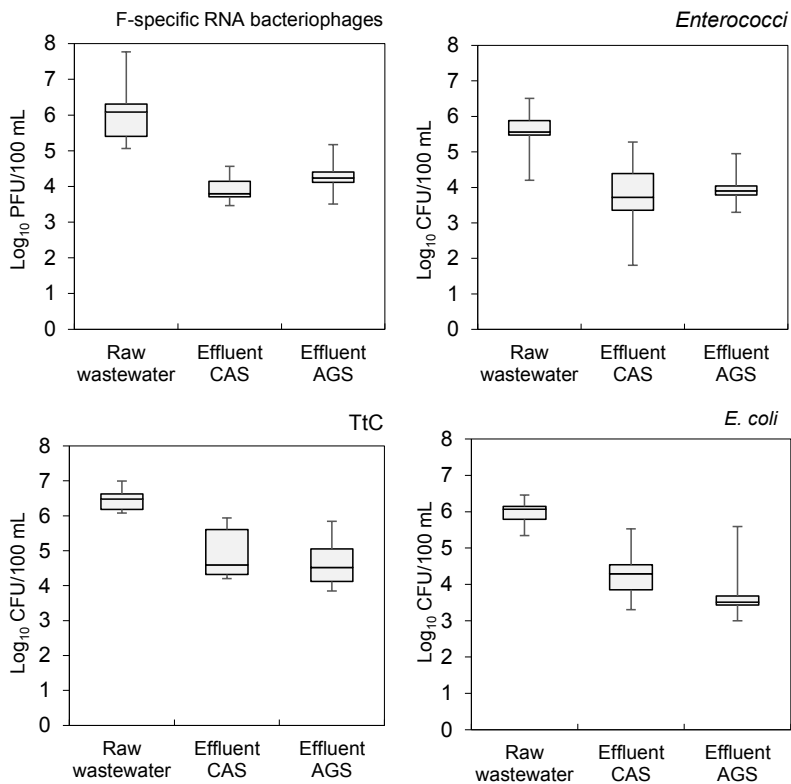 F-specific RNA bacteriophages
Log10 PFU/100 mL
8
7
6
5
4
3
2
1
0
Raw wastewater
Effluent CAS
Effluent AGS
Enterococci
Log10 CFU/100 mL
8
7
6
5
4
3
2
1
0
Raw wastewater
Effluent CAS
Effluent AGS
TtC
Log10 CFU/100 mL
8
7
6
5
4
3
2
1
0
Raw wastewater
Effluent CAS
Effluent AGS
E. coli
Log10 CFU/100 mL
8
7
6
5
4
3
2
1
0
Raw wastewater
Effluent CAS
Effluent AGS